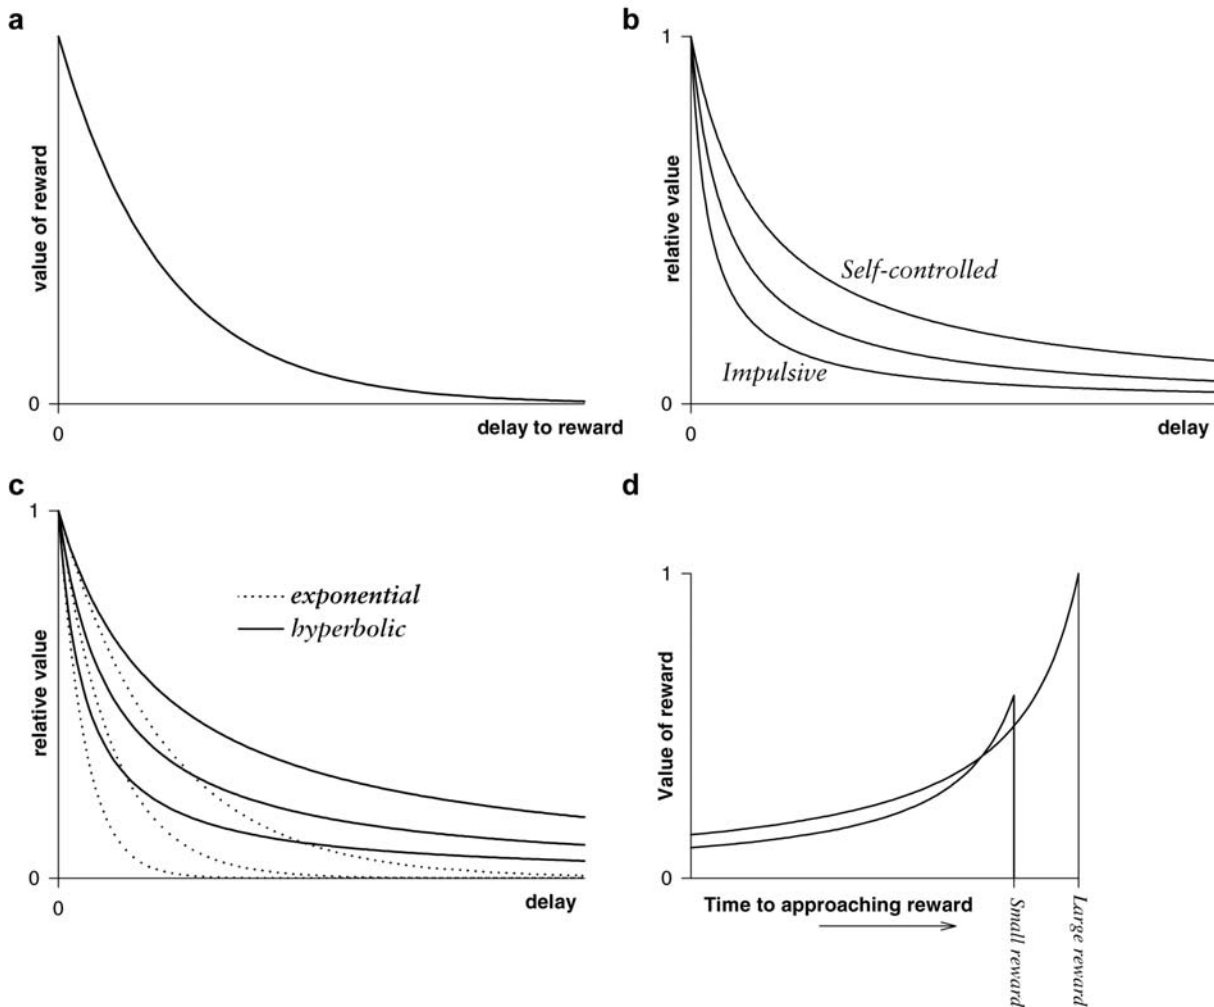 a
value of reward
0
0
delay to reward
b
1
relative value
Self-controlled
Impulsive
0
0
delay
c
1
exponential
hyperbolic
relative value
0
0
delay
d
1
Value of reward
0
Time to approaching reward
Small reward
Large reward